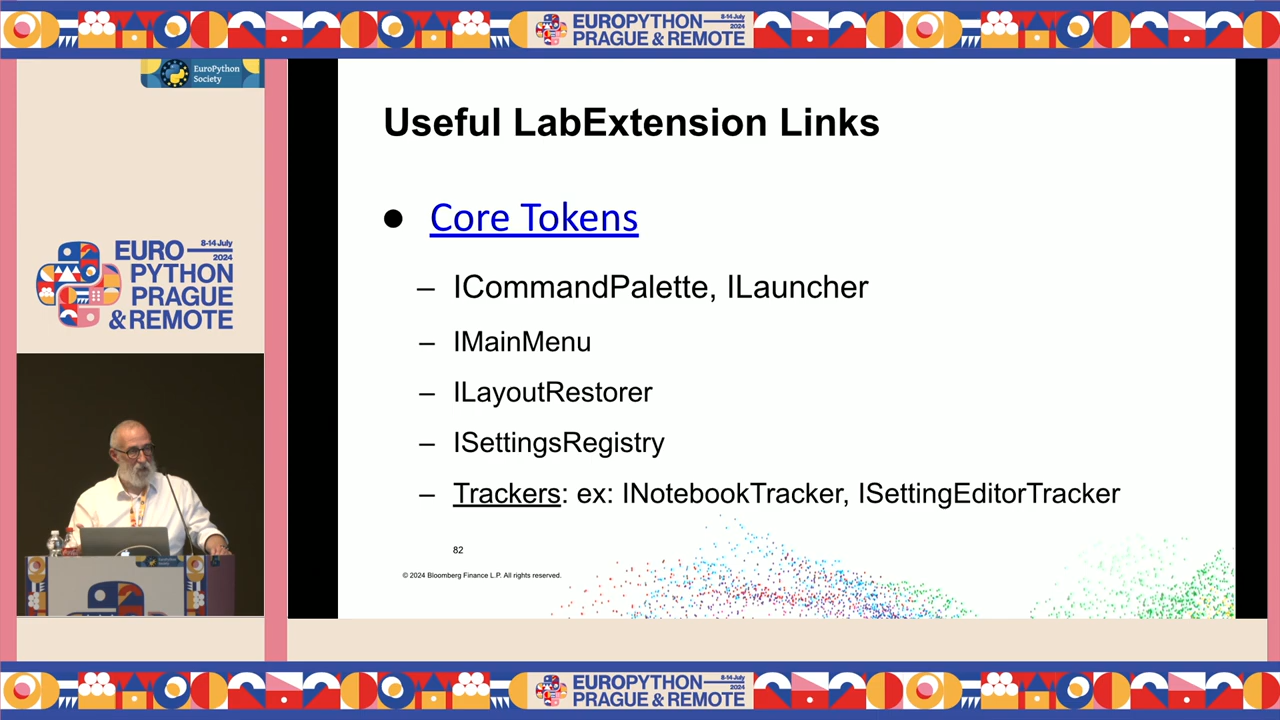 EUROPYTHON
8-14 July
2024
PRAGUE & REMOTE
EuroPython
Society
EURO
8-14 July
2024
PYTHON
PRAGUE
& REMOTE
Useful LabExtension Links
● Core Tokens
– ICommandPalette, ILauncher
– IMainMenu
– ILayoutRestorer
– ISettingsRegistry
– Trackers: ex: INotebookTracker, ISettingEditorTracker
82
© 2024 Bloomberg Finance L.P. All rights reserved.
EUROPYTHON
8-14 July
2024
PRAGUE & REMOTE